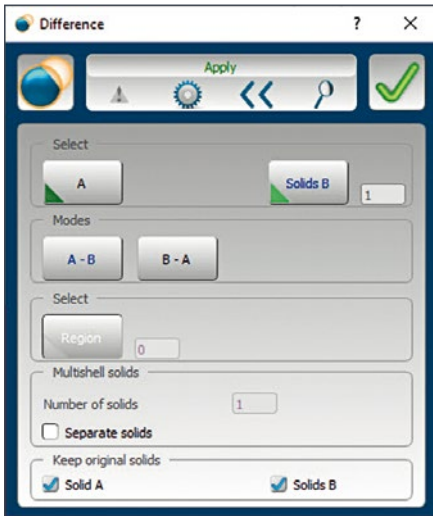 Difference ?
Apply
Select
A Solids B 1
Modes
A - B B - A
Select
Region 0
Multishell solids
Number of solids 1
Separate solids
Keep original solids
Solid A Solids B